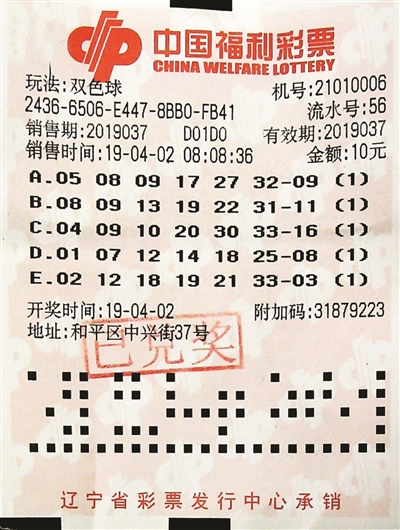 中国福利彩票
CHINA WELFARE LOTTERY
玩法:双色球 机号:21010006
2436-6506-E447-8BB0-FB41 流水号:56
销售期:2019037 D01D0 有效期:2019037
销售时间:19-04-02 08:08:36 金额:10元
A.05 08 09 17 27 32-09 (1)
B.08 09 13 19 22 31-11 (1)
C.04 09 10 20 30 33-16 (1)
D.01 07 12 14 18 25-08 (1)
E.02 12 18 19 21 33-03 (1)
开奖时间:19-04-02 附加码:31879223
地址:和平区中兴街37号
已兑奖
辽宁省彩票发行中心承销